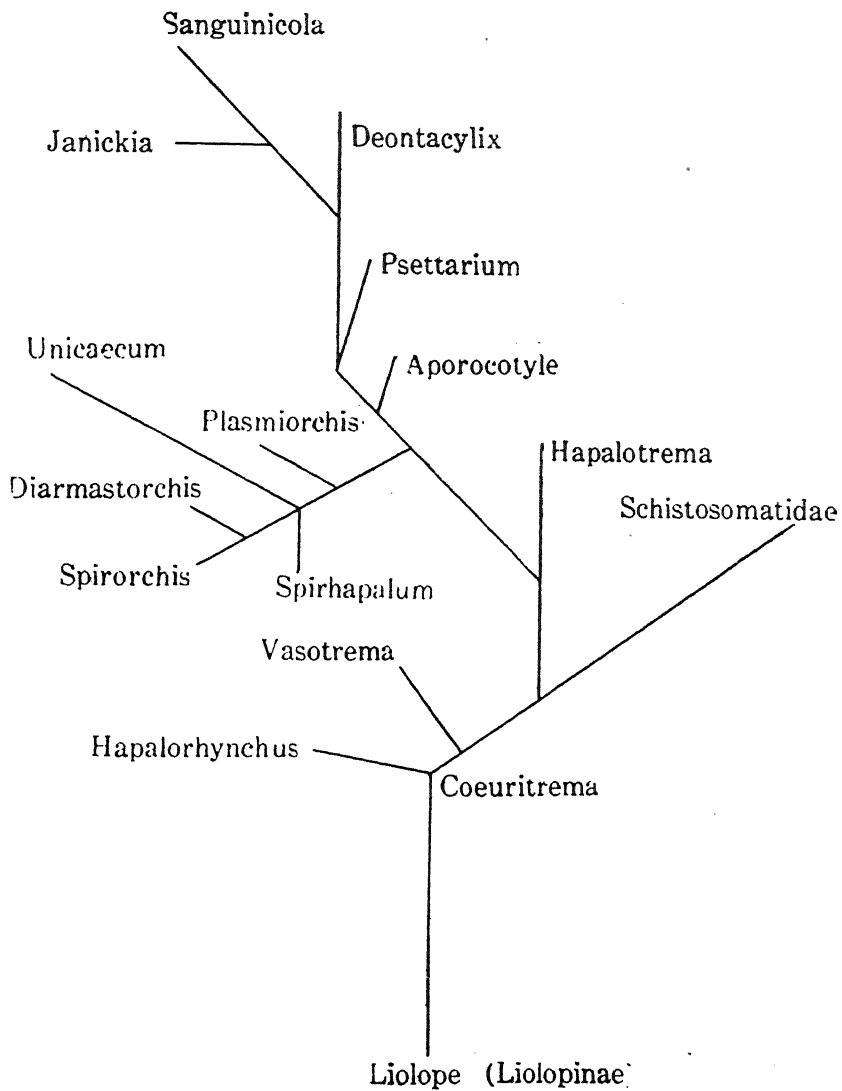 Sanguinicola
Janickia
Deontacylix
Psettarium
Unicaecum
Aporocotyle
Plasmiorchis
Hapalotrema
Diarmastorchis
Schistosomatidae
Spirorchis
Spirhapalum
Vasotrema
Hapalorhynchus
Coeuritrema
Liolope (Liolopinae